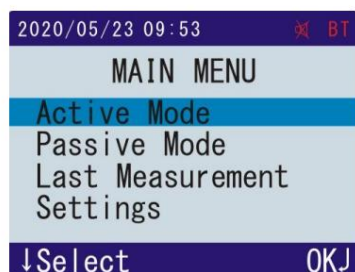 2020/05/23 09:53 BT
MAIN MENU
Active Mode
Passive Mode
Last Measurement
Settings
↓Select OK┘